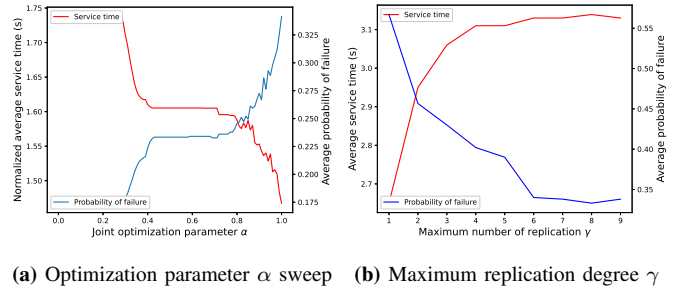 1.75
1.70
1.65
1.60
1.55
1.50
Normalized average service time (s)
Service time
Probability of failure
0.0 0.2 0.4 0.6 0.8 1.0
Joint optimization parameter α
0.325
0.300
0.275
0.250
0.225
0.200
0.175
Average probability of failure
3.1
3.0
2.9
2.8
2.7
Average service time (s)
Service time
Probability of failure
1 2 3 4 5 6 7 8 9
Maximum number of replication γ
0.55
0.50
0.45
0.40
0.35
Average probability of failure
(a) Optimization parameter α sweep
(b) Maximum replication degree γ